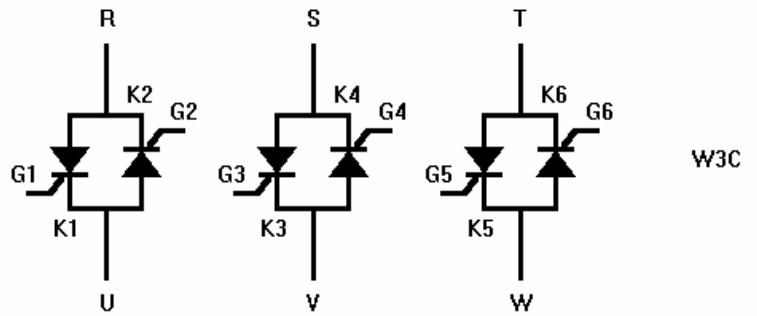 R S T
K2 K4 K6
G2 G4 G6
W3C
G1 G3 G5
K1 K3 K5
U V W